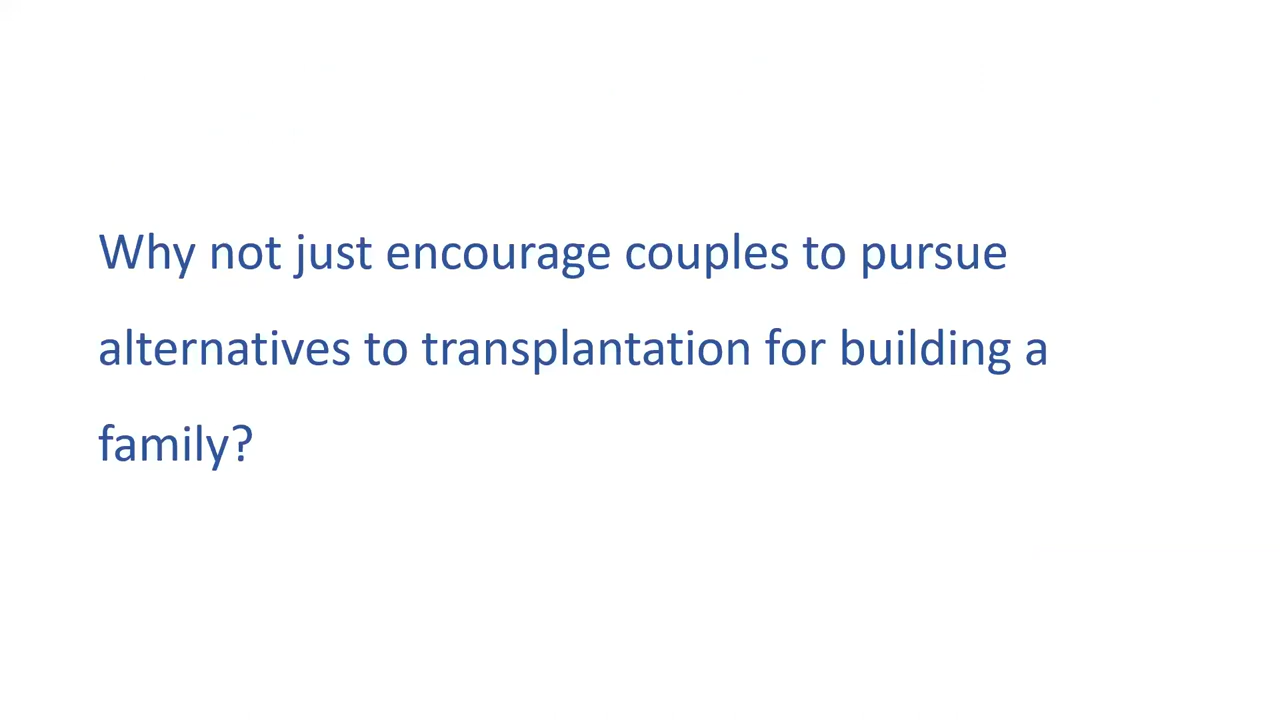 Why not just encourage couples to pursue
alternatives to transplantation for building a
family?